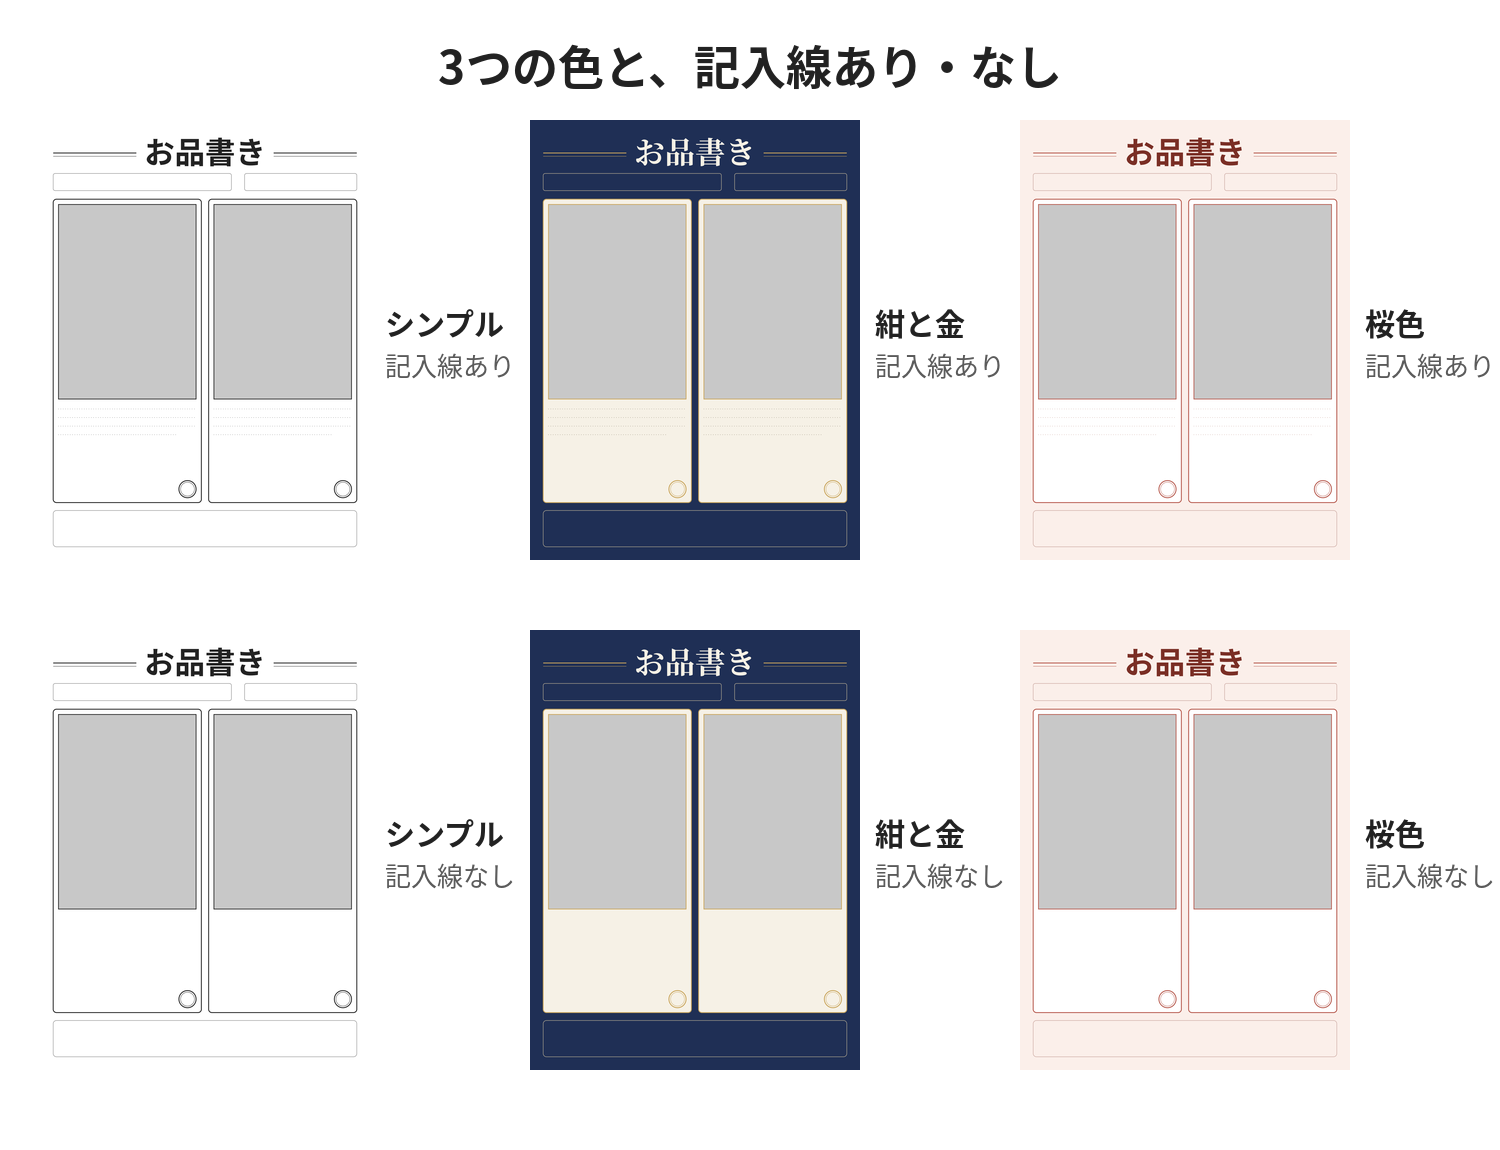 3つの色と、記入線あり・なし
お品書き
シンプル
記入線あり
お品書き
紺と金
記入線あり
お品書き
桜色
記入線あり
お品書き
シンプル
記入線なし
お品書き
紺と金
記入線なし
お品書き
桜色
記入線なし